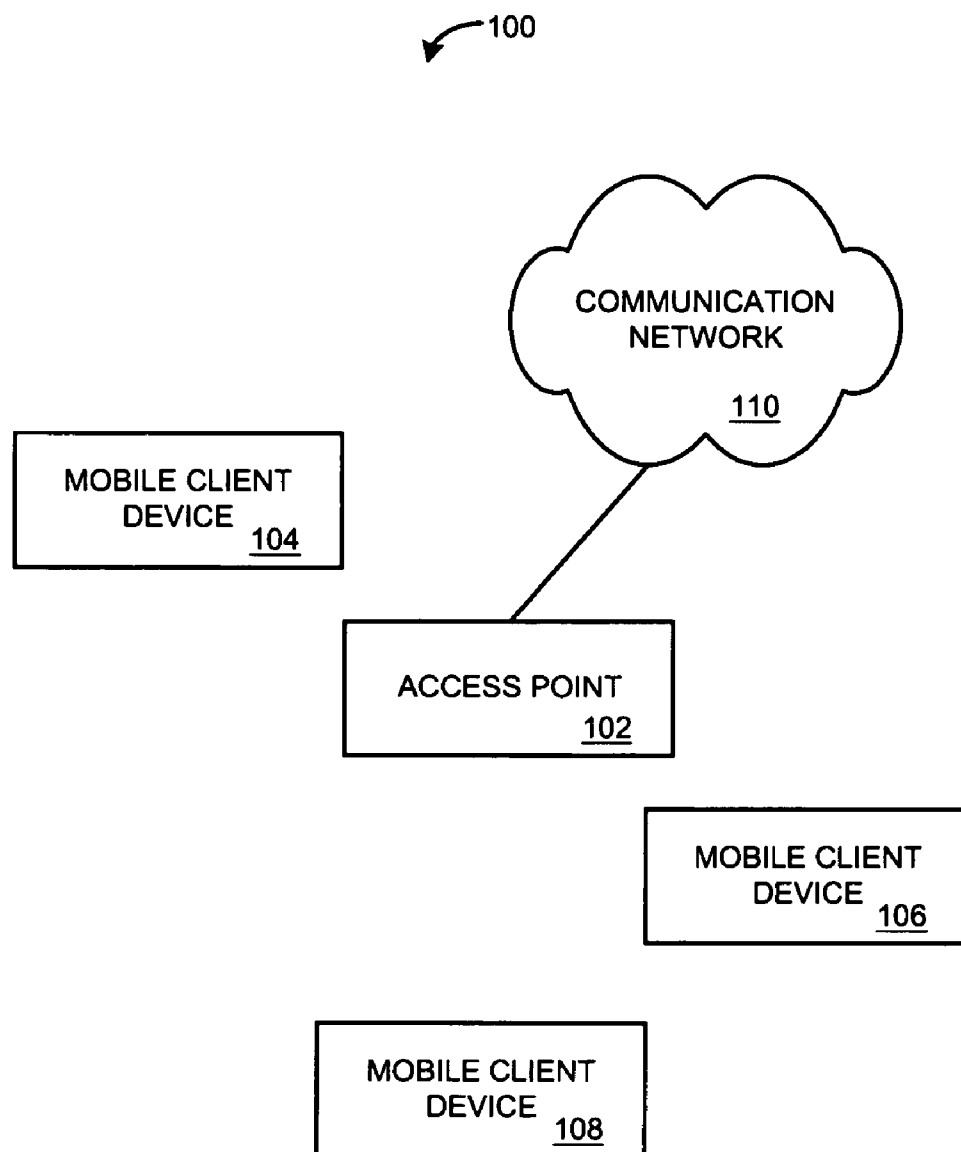 100
COMMUNICATION
NETWORK
110
MOBILE CLIENT
DEVICE
104
ACCESS POINT
102
MOBILE CLIENT
DEVICE
106
MOBILE CLIENT
DEVICE
108